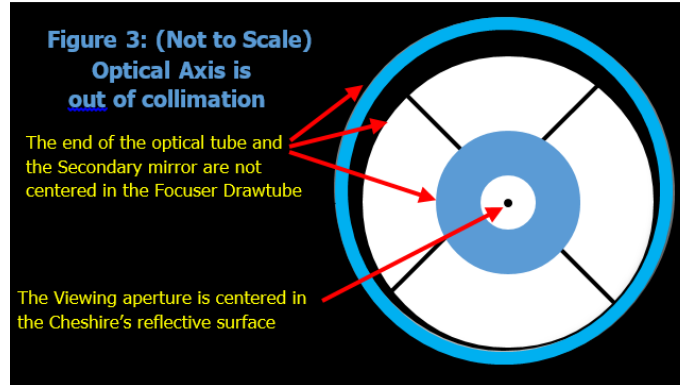 Figure 3: (Not to Scale)
Optical Axis is
out of collimation
The end of the optical tube and
the Secondary mirror are not
centered in the Focuser Drawtube
The Viewing aperture is centered in
the Cheshire's reflective surface